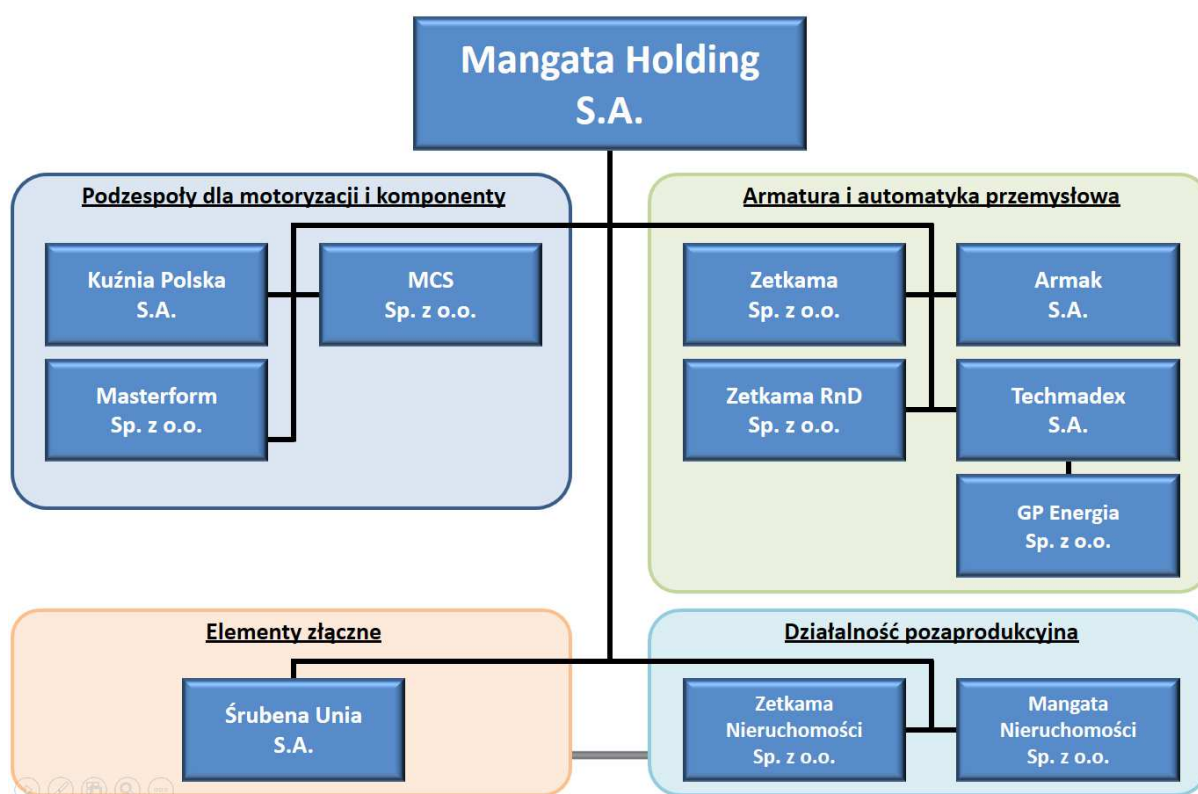 Mangata Holding
S.A.
Podzespoły dla motoryzacji i komponenty
Kuźnia Polska
S.A.
MCS
Sp. z o.o.
Masterform
Sp. z o.o.
Armatura i automatyka przemysłowa
Zetkama
Sp. z o.o.
Armak
S.A.
Zetkama RnD
Sp. z o.o.
Techmadex
S.A.
GP Energia
Sp. z o.o.
Elementy złączne
Śrubena Unia
S.A.
Działalność pozaprodukcyjna
Zetkama
Nieruchomości
Sp. z o.o.
Mangata
Nieruchomości
Sp. z o.o.